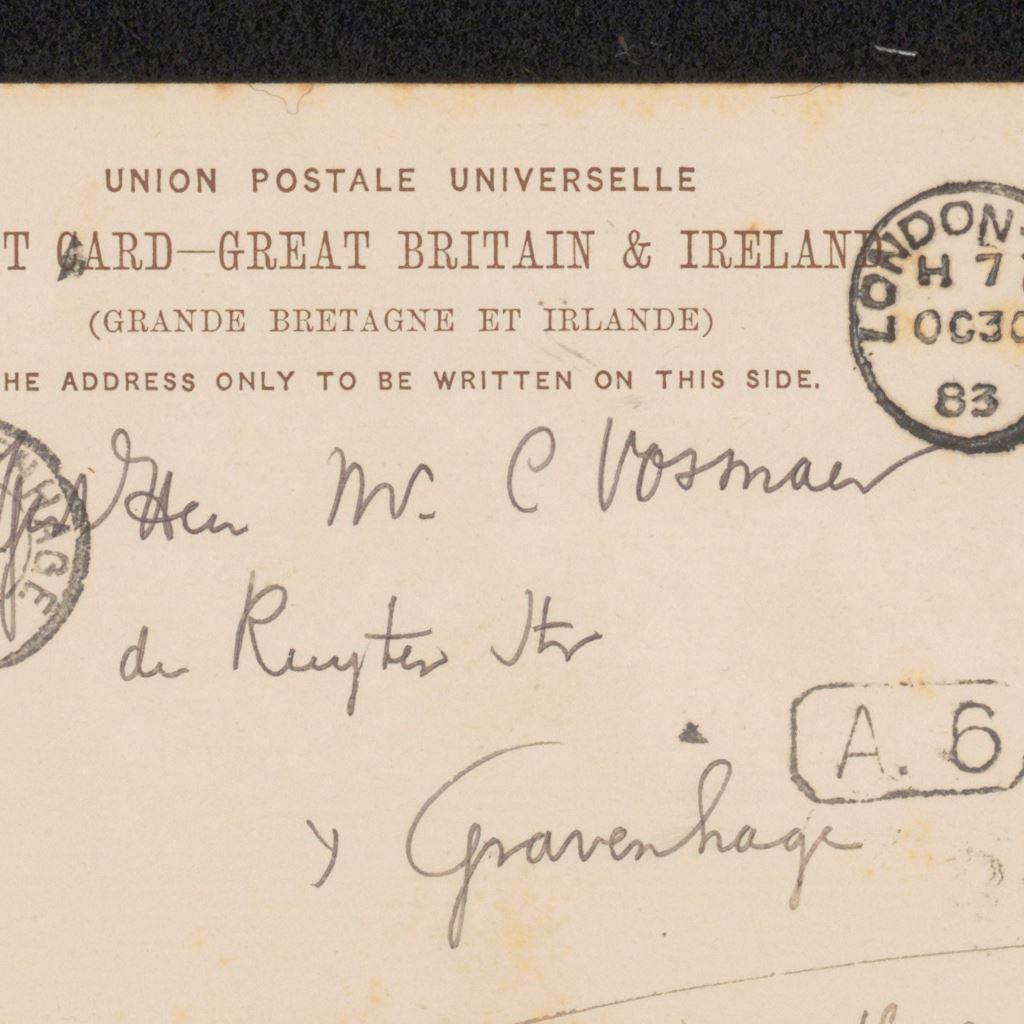 UNION POSTALE UNIVERSELLE
T CARD—GREAT BRITAIN & IRELAND
(GRANDE BRETAGNE ET IRLANDE)
HE ADDRESS ONLY TO BE WRITTEN ON THIS SIDE.
LONDON
H 7
OC30
83
HAGE
Heer Mr. C Vosmaer
de Ruyter Str
Gravenhage
A. 6